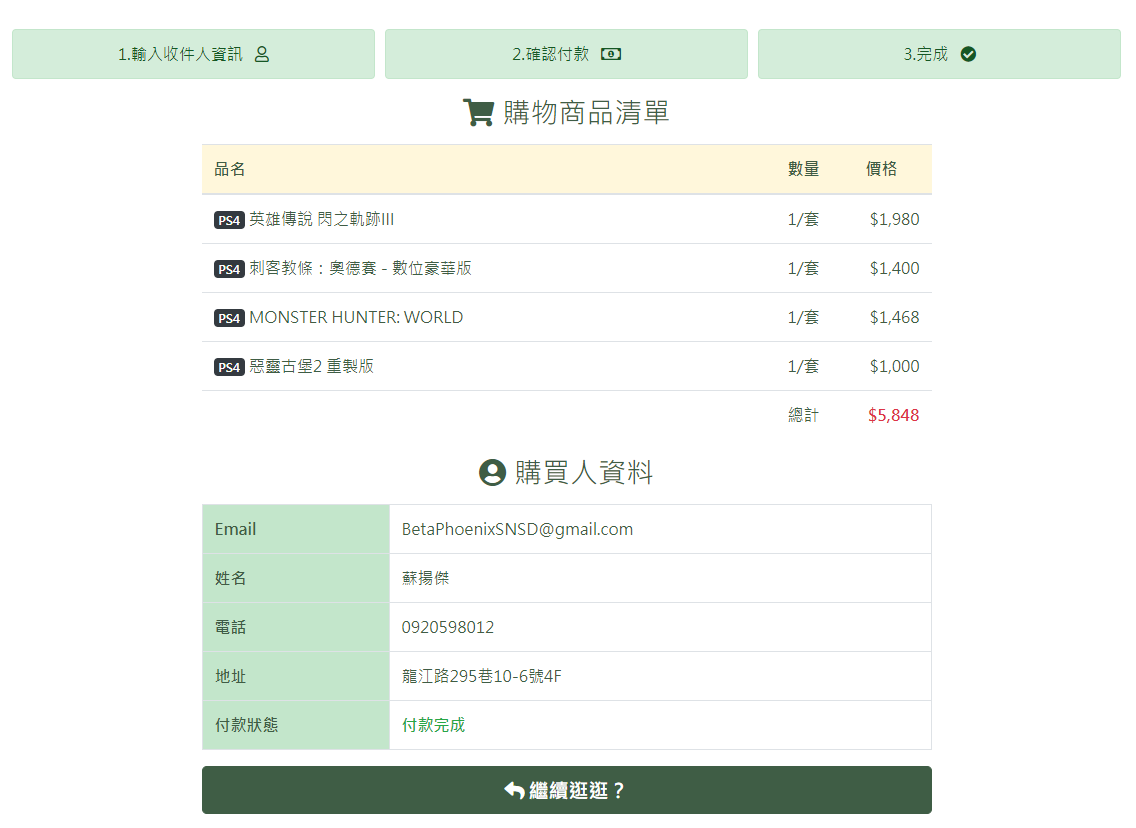 1.輸入收件人資訊
2.確認付款
3.完成
購物商品清單
品名 數量 價格
PS4 英雄傳說 閃之軌跡III 1/套 $1,980
PS4 刺客教條：奧德賽 - 數位豪華版 1/套 $1,400
PS4 MONSTER HUNTER: WORLD 1/套 $1,468
PS4 惡靈古堡2 重製版 1/套 $1,000
總計 $5,848
購買人資料
Email BetaPhoenixSNSD@gmail.com
姓名 蘇揚傑
電話 0920598012
地址 龍江路295巷10-6號4F
付款狀態 付款完成
繼續逛逛？